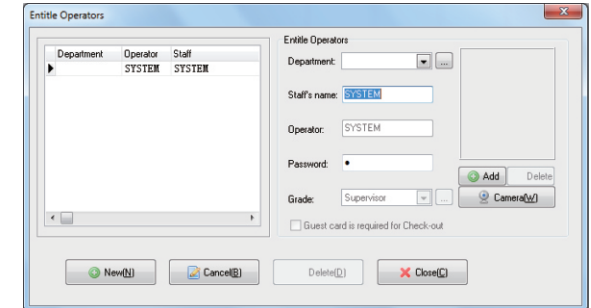 Entitle Operators
Department Operator Staff
SYSTEM SYSTEM
Entitle Operators
Department:
...
Staff's name: SYSTEM
Operator: SYSTEM
Password: •
Add Delete
Grade: Supervisor ...
Camera(W)
Guest card is required for Check-out
New(N) Cancel(B) Delete(D) Close(C)